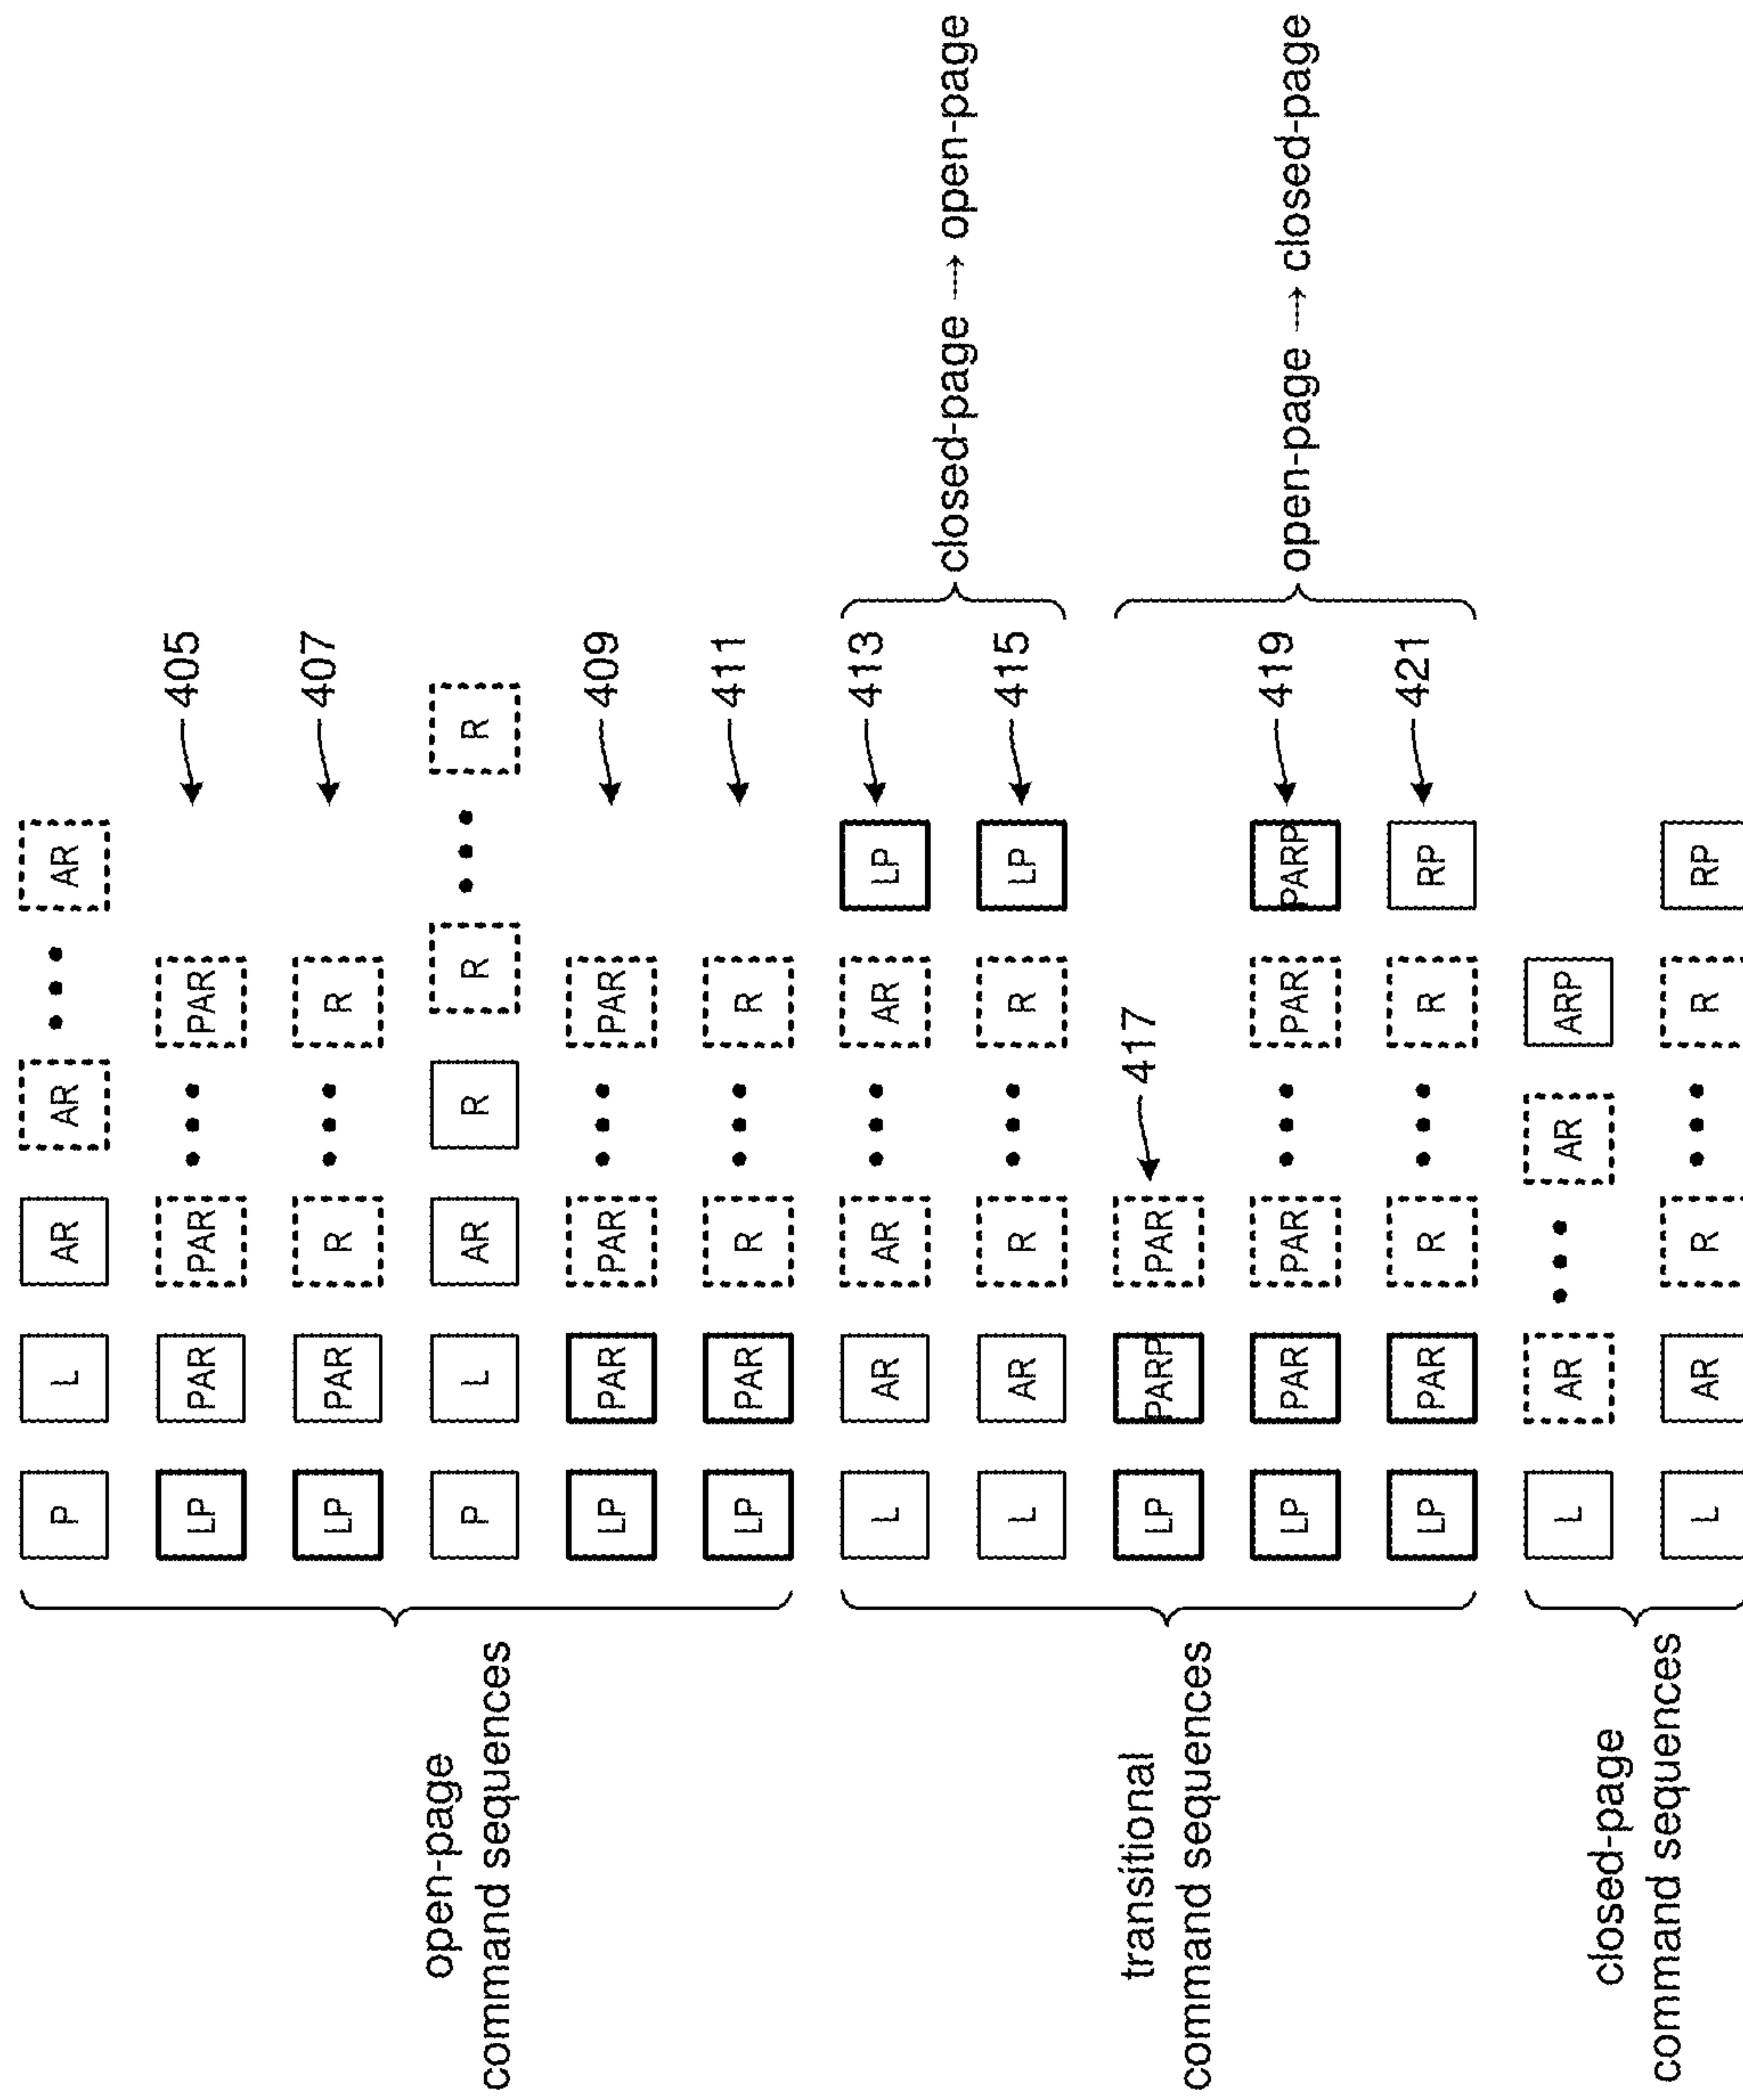 open-page
command sequences
P L AR AR ••• AR
LP PAR PAR ••• PAR 405
LP PAR R ••• R 407
P L AR R R ••• R
LP PAR PAR ••• PAR 409
LP PAR R ••• R 411
transitional
command sequences
L AR AR ••• AR LP 413
L AR R ••• R LP 415
closed-page → open-page
LP PARP PAR 417
LP PAR PAR ••• PAR PARP 419
LP PAR R ••• R RP 421
open-page → closed-page
closed-page
command sequences
L AR ••• AR ARP
L AR R ••• R RP